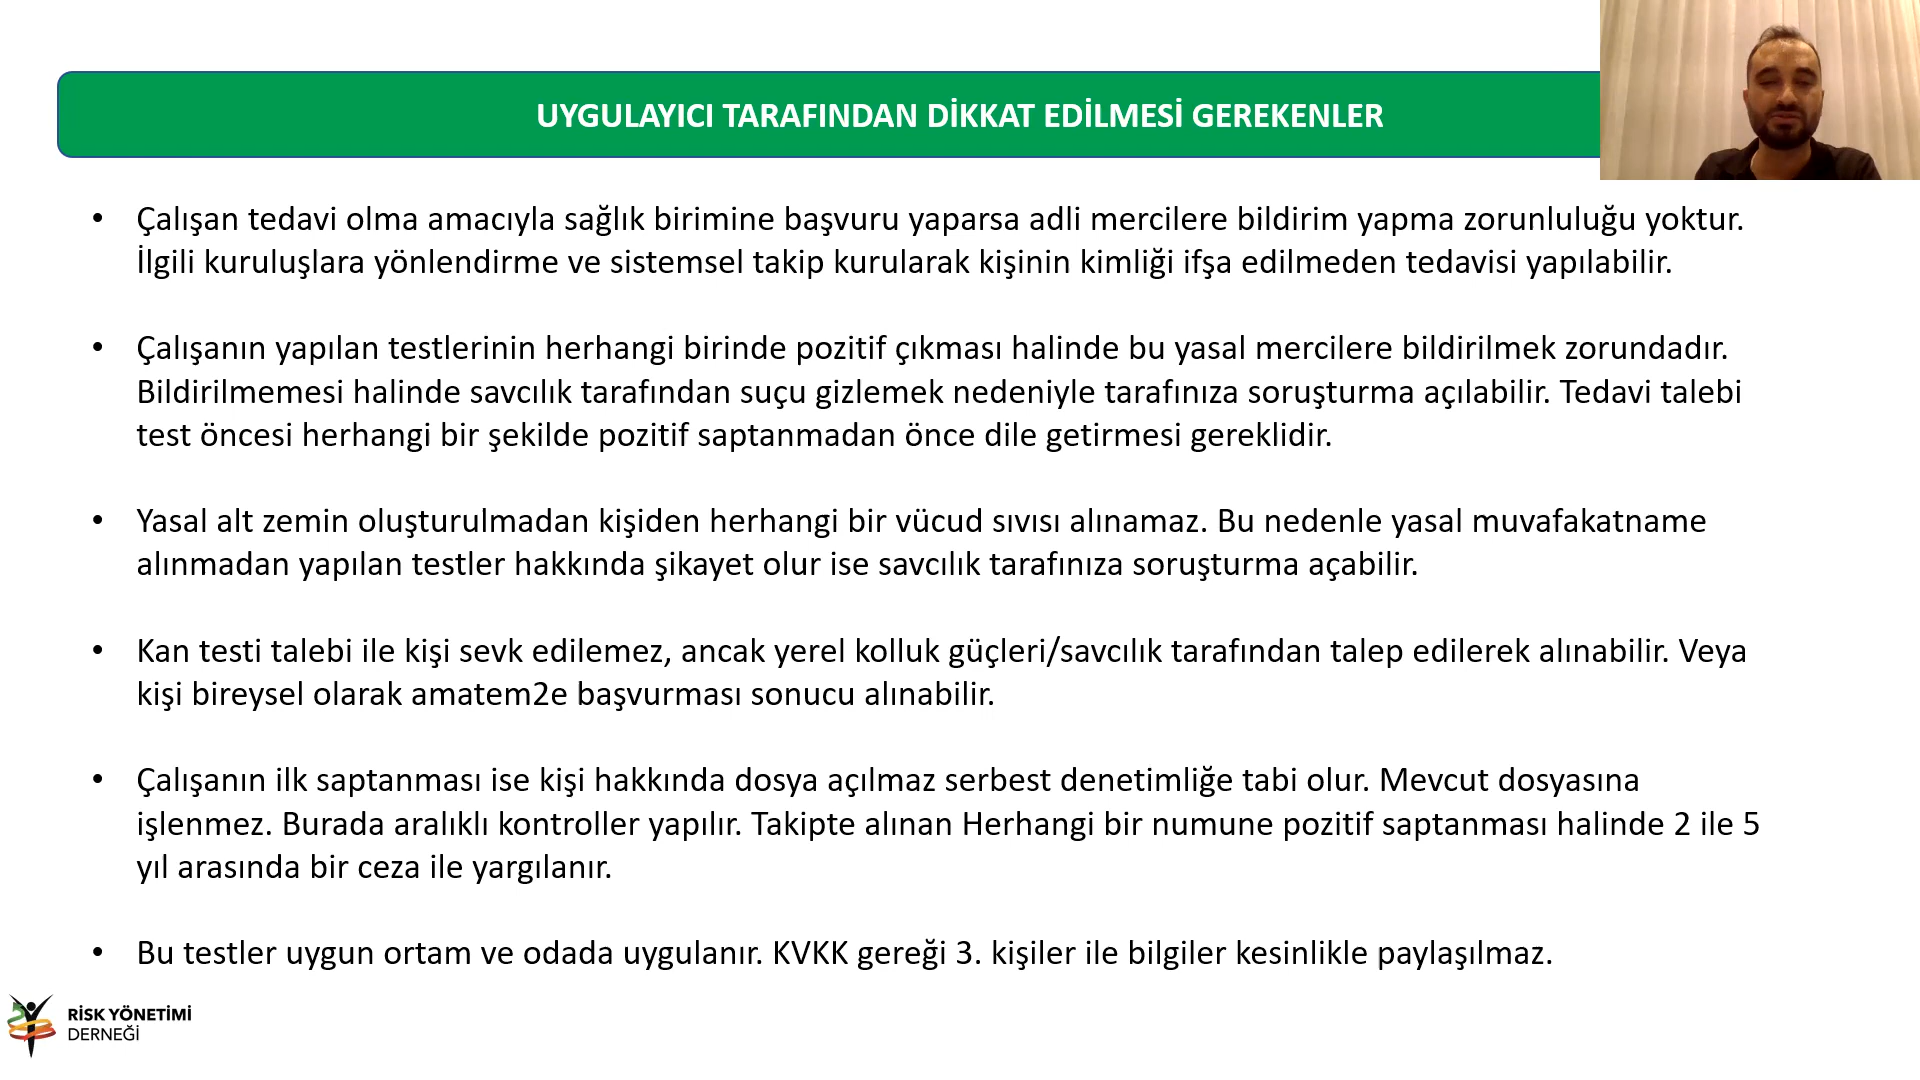 UYGULAYICI TARAFINDAN DİKKAT EDİLMESİ GEREKENLER
• Çalışan tedavi olma amacıyla sağlık birimine başvuru yaparsa adli mercilere bildirim yapma zorunluluğu yoktur.
İlgili kuruluşlara yönlendirme ve sistemsel takip kurularak kişinin kimliği ifşa edilmeden tedavisi yapılabilir.
• Çalışanın yapılan testlerinin herhangi birinde pozitif çıkması halinde bu yasal mercilere bildirilmek zorundadır.
Bildirilmemesi halinde savcılık tarafından suçu gizlemek nedeniyle tarafınıza soruşturma açılabilir. Tedavi talebi
test öncesi herhangi bir şekilde pozitif saptanmadan önce dile getirmesi gereklidir.
• Yasal alt zemin oluşturulmadan kişiden herhangi bir vücud sıvısı alınamaz. Bu nedenle yasal muvafakatname
alınmadan yapılan testler hakkında şikayet olur ise savcılık tarafınıza soruşturma açabilir.
• Kan testi talebi ile kişi sevk edilemez, ancak yerel kolluk güçleri/savcılık tarafından talep edilerek alınabilir. Veya
kişi bireysel olarak amatem2e başvurması sonucu alınabilir.
• Çalışanın ilk saptanması ise kişi hakkında dosya açılmaz serbest denetimliğe tabi olur. Mevcut dosyasına
işlenmez. Burada aralıklı kontroller yapılır. Takipte alınan Herhangi bir numune pozitif saptanması halinde 2 ile 5
yıl arasında bir ceza ile yargılanır.
• Bu testler uygun ortam ve odada uygulanır. KVKK gereği 3. kişiler ile bilgiler kesinlikle paylaşılmaz.
RİSK YÖNETİMİ
DERNEĞİ